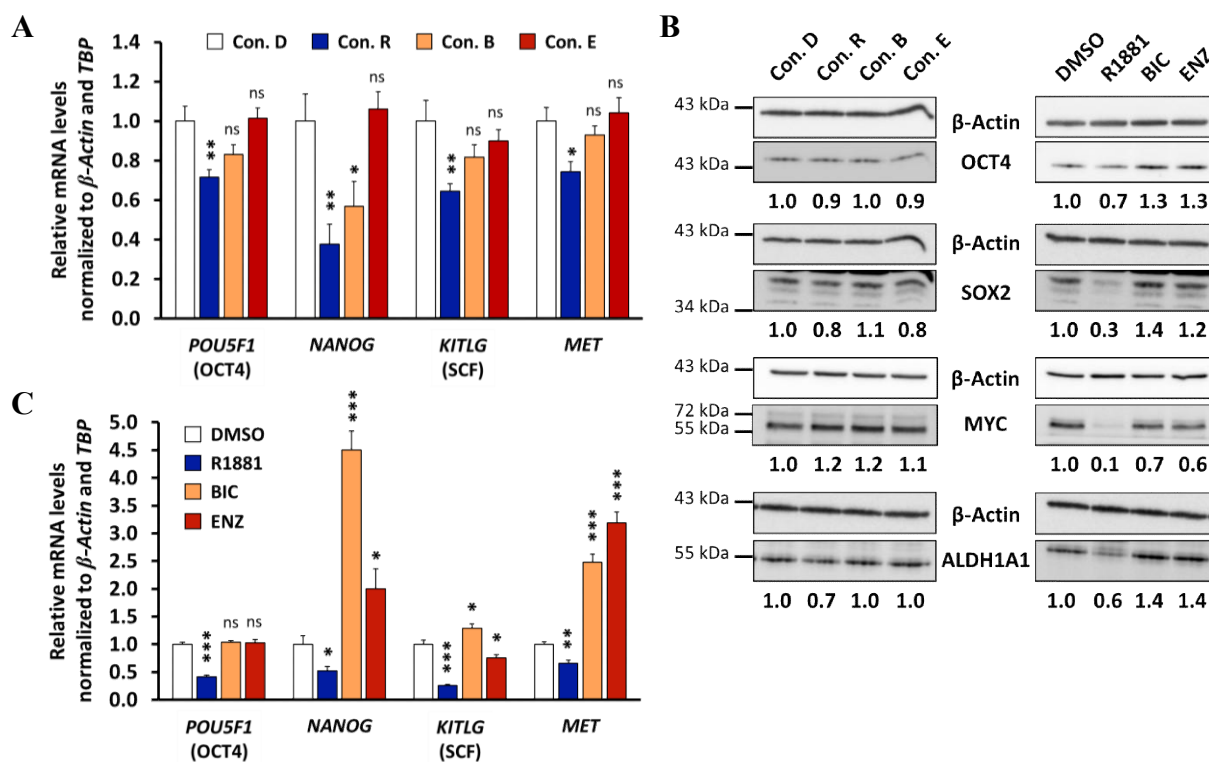 A
Relative mRNA levels
normalized to β-Actin and TBP
1.4
1.2
1.0
0.8
0.6
0.4
0.2
0.0
Con. D Con. R Con. B Con. E
** ns ns
** * ns
** ns ns
* ns ns
POU5F1 NANOG KITLG MET
(OCT4) (SCF)
B
Con. D Con. R Con. B Con. E
DMSO R1881 BIC ENZ
43 kDa β-Actin
43 kDa OCT4
1.0 0.9 1.0 0.9 1.0 0.7 1.3 1.3
43 kDa β-Actin
34 kDa SOX2
1.0 0.8 1.1 0.8 1.0 0.3 1.4 1.2
43 kDa β-Actin
72 kDa
55 kDa MYC
1.0 1.2 1.2 1.1 1.0 0.1 0.7 0.6
43 kDa β-Actin
55 kDa ALDH1A1
1.0 0.7 1.0 1.0 1.0 0.6 1.4 1.4
C
Relative mRNA levels
normalized to β-Actin and TBP
5.0
4.5
4.0
3.5
3.0
2.5
2.0
1.5
1.0
0.5
0.0
DMSO
R1881
BIC
ENZ
*** ns ns
* *** *
*** * *
** *** ***
POU5F1 NANOG KITLG MET
(OCT4) (SCF)